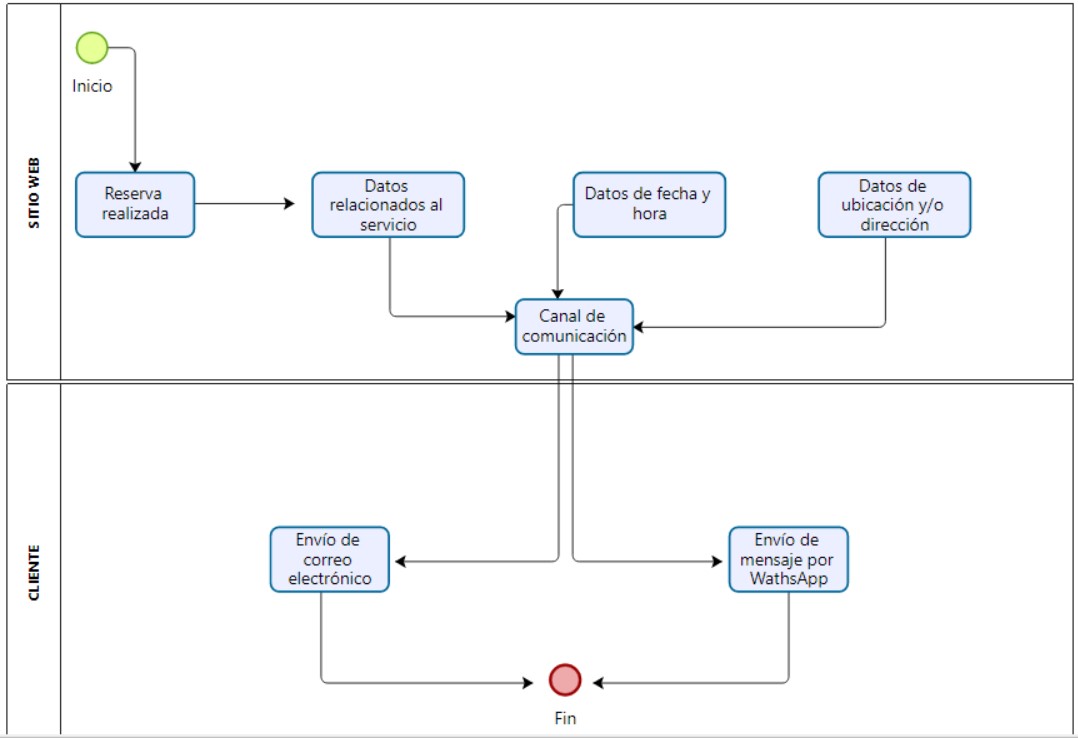 SITIO WEB
Inicio
Reserva
realizada
Datos
relacionados al
servicio
Datos de fecha y
hora
Datos de
ubicación y/o
dirección
Canal de
comunicación
CLIENTE
Envío de
correo
electrónico
Envío de
mensaje por
WathsApp
Fin